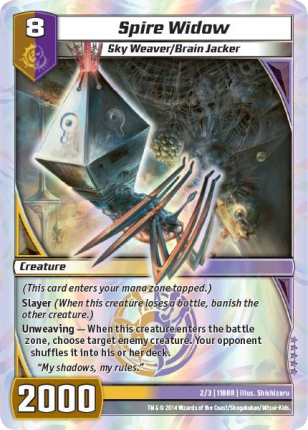 8
Spire Widow
Sky Weaver/Brain Jacker
Creature
(This card enters your mana zone tapped.)
Slayer (When this creature loses a battle, banish the
other creature.)
Unweaving — When this creature enters the battle
zone, choose target enemy creature. Your opponent
shuffles it into his or her deck.
"My shadows, my rules."
2000
2/3 | 118BR | Illus. Shishizaru
TM & © 2014 Wizards of the Coast/Shogakukan/Mitsui-Kids.